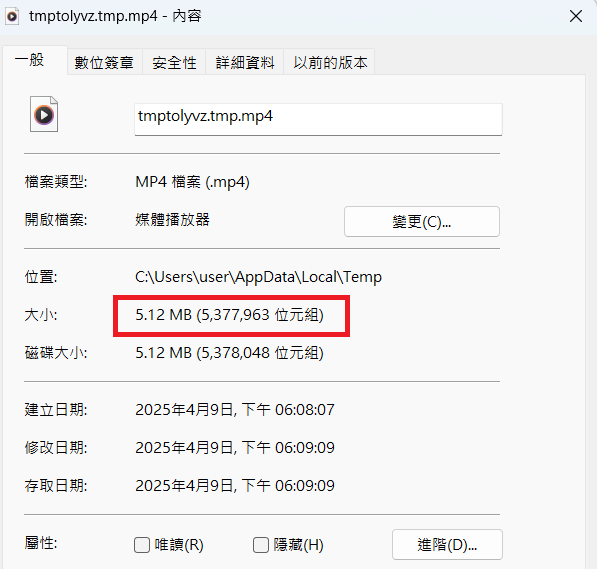 tmptolyvz.tmp.mp4 - 內容
一般 數位簽章 安全性 詳細資料 以前的版本
tmptolyvz.tmp.mp4
檔案類型: MP4 檔案 (.mp4)
開啟檔案: 媒體播放器 變更(C)...
位置: C:\Users\user\AppData\Local\Temp
大小: 5.12 MB (5,377,963 位元組)
磁碟大小: 5.12 MB (5,378,048 位元組)
建立日期: 2025年4月9日, 下午 06:08:07
修改日期: 2025年4月9日, 下午 06:09:09
存取日期: 2025年4月9日, 下午 06:09:09
屬性: 唯讀(R) 隱藏(H) 進階(D)...